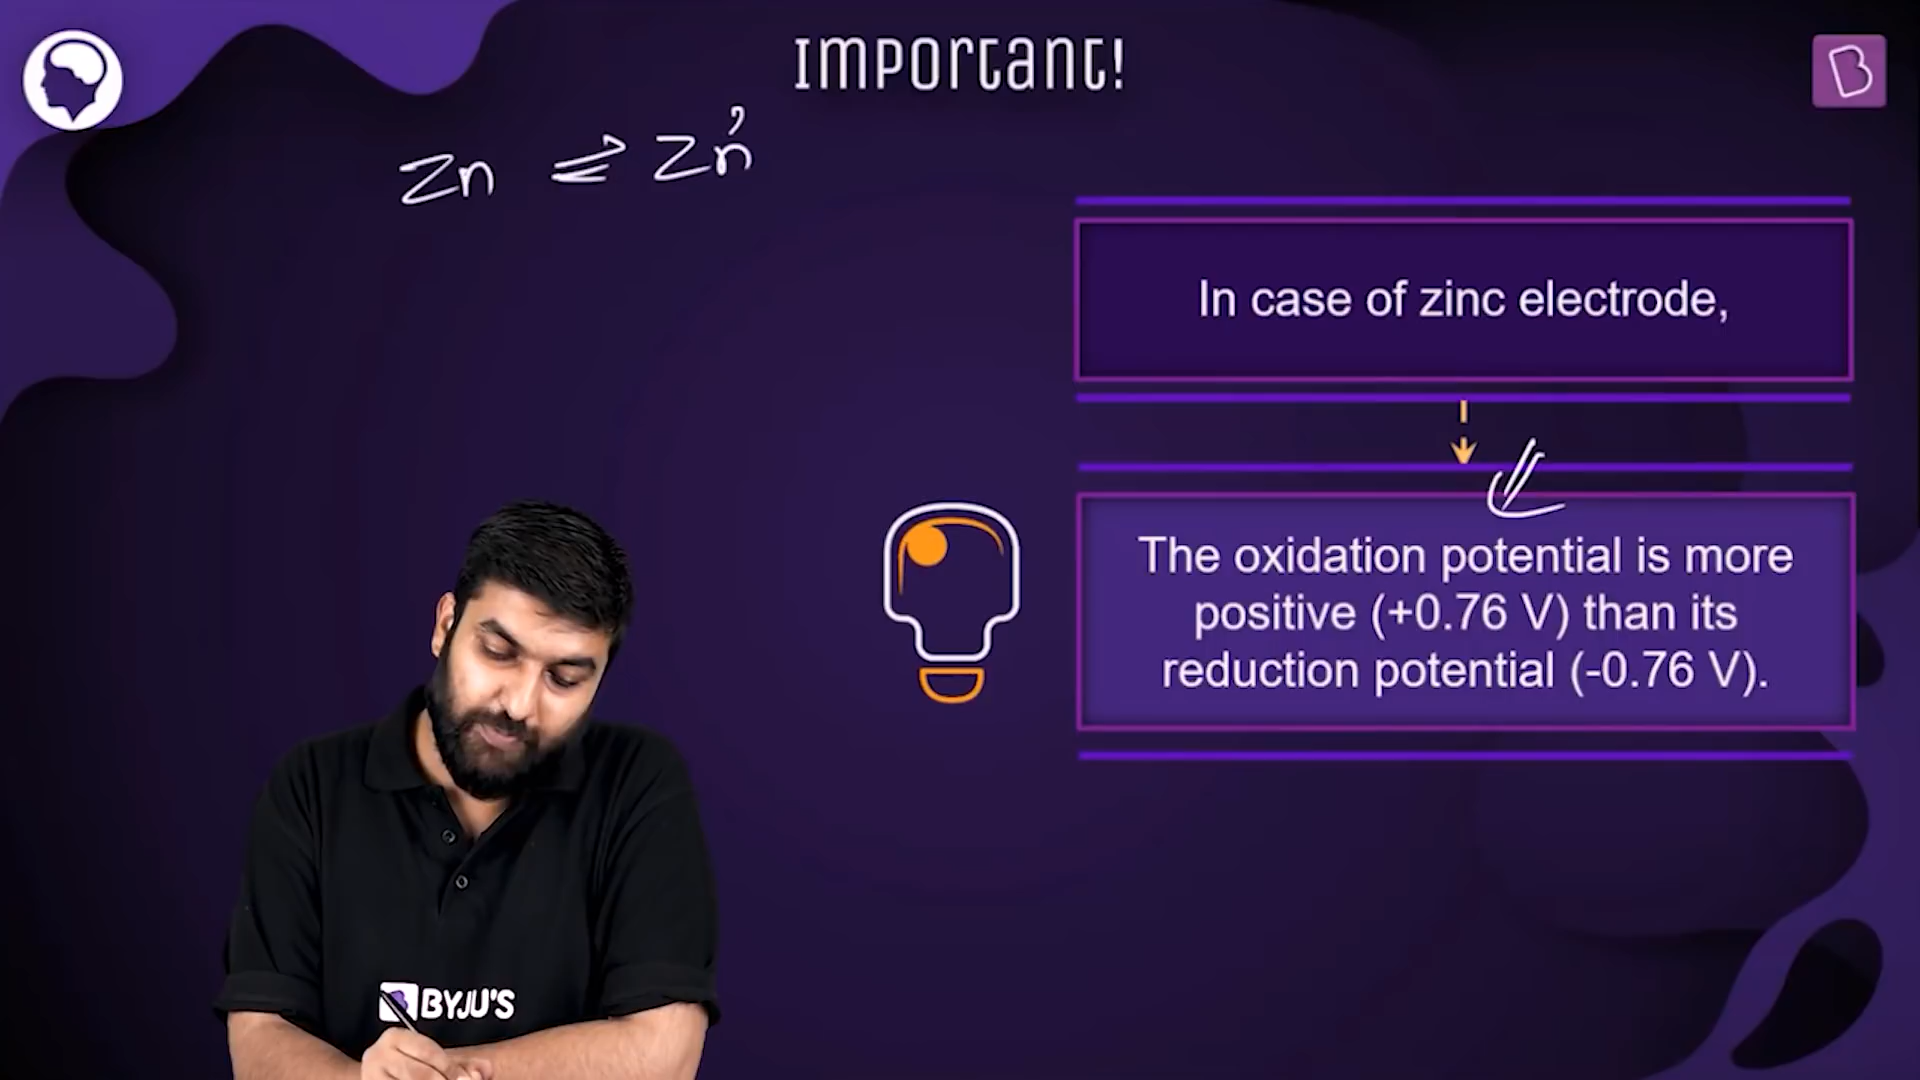 Important!
Zn ⇌ Zn
In case of zinc electrode,
The oxidation potential is more
positive (+0.76 V) than its
reduction potential (-0.76 V).
BYJU'S